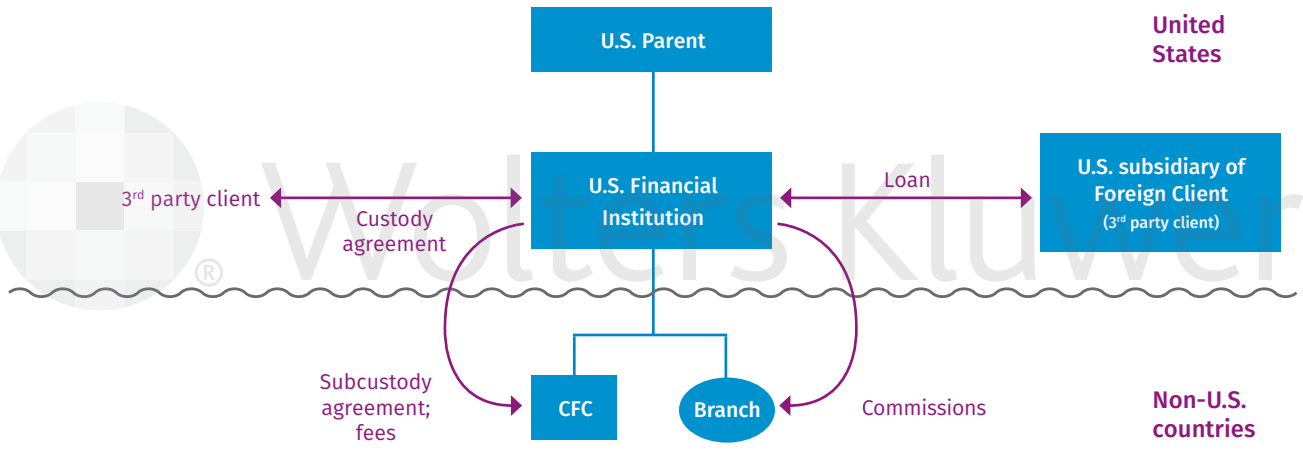 U.S. Parent
United
States
3rd party client
Custody
agreement
U.S. Financial
Institution
Loan
U.S. subsidiary of
Foreign Client
(3rd party client)
Wolters Kluwer
®
Subcustody
agreement;
fees
CFC
Branch
Commissions
Non-U.S.
countries